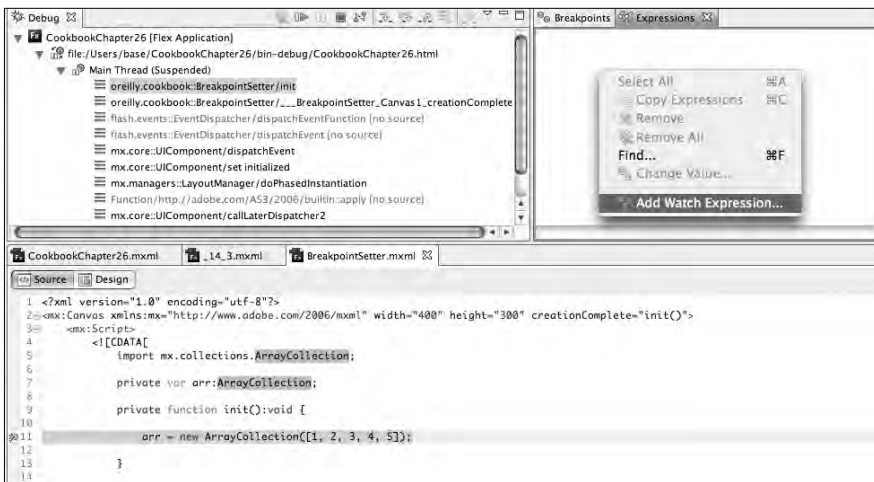 Debug
CookbookChapter26 [Flex Application]
file:/Users/base/CookbookChapter26/bin-debug/CookbookChapter26.html
Main Thread (Suspended)
oreilly.cookbook::BreakpointSetter/init
oreilly.cookbook::BreakpointSetter/___BreakpointSetter_Canvas1_creationComplete
flash.events::EventDispatcher/dispatchEventFunction [no source]
flash.events::EventDispatcher/dispatchEvent [no source]
mx.core::UIComponent/dispatchEvent
mx.core::UIComponent/set initialized
mx.managers::LayoutManager/doPhasedInstantiation
Function/http://adobe.com/AS3/2006/builtin::apply [no source]
mx.core::UIComponent/callLaterDispatcher2
Breakpoints Expressions
Select All ⌘A
Copy Expressions ⌘C
Remove
Remove All
Find... ⌘F
Change Value...
Add Watch Expression...
CookbookChapter26.mxml _14_3.mxml BreakpointSetter.mxml
Source Design
1 <?xml version="1.0" encoding="utf-8"?>
2 <mx:Canvas xmlns:mx="http://www.adobe.com/2006/mxml" width="400" height="300" creationComplete="init()">
3 <mx:Script>
4 <![CDATA[
5 import mx.collections.ArrayCollection;
6
7 private var arr:ArrayCollection;
8
9 private function init():void {
10
11 arr = new ArrayCollection([1, 2, 3, 4, 5]);
12
13 }
14